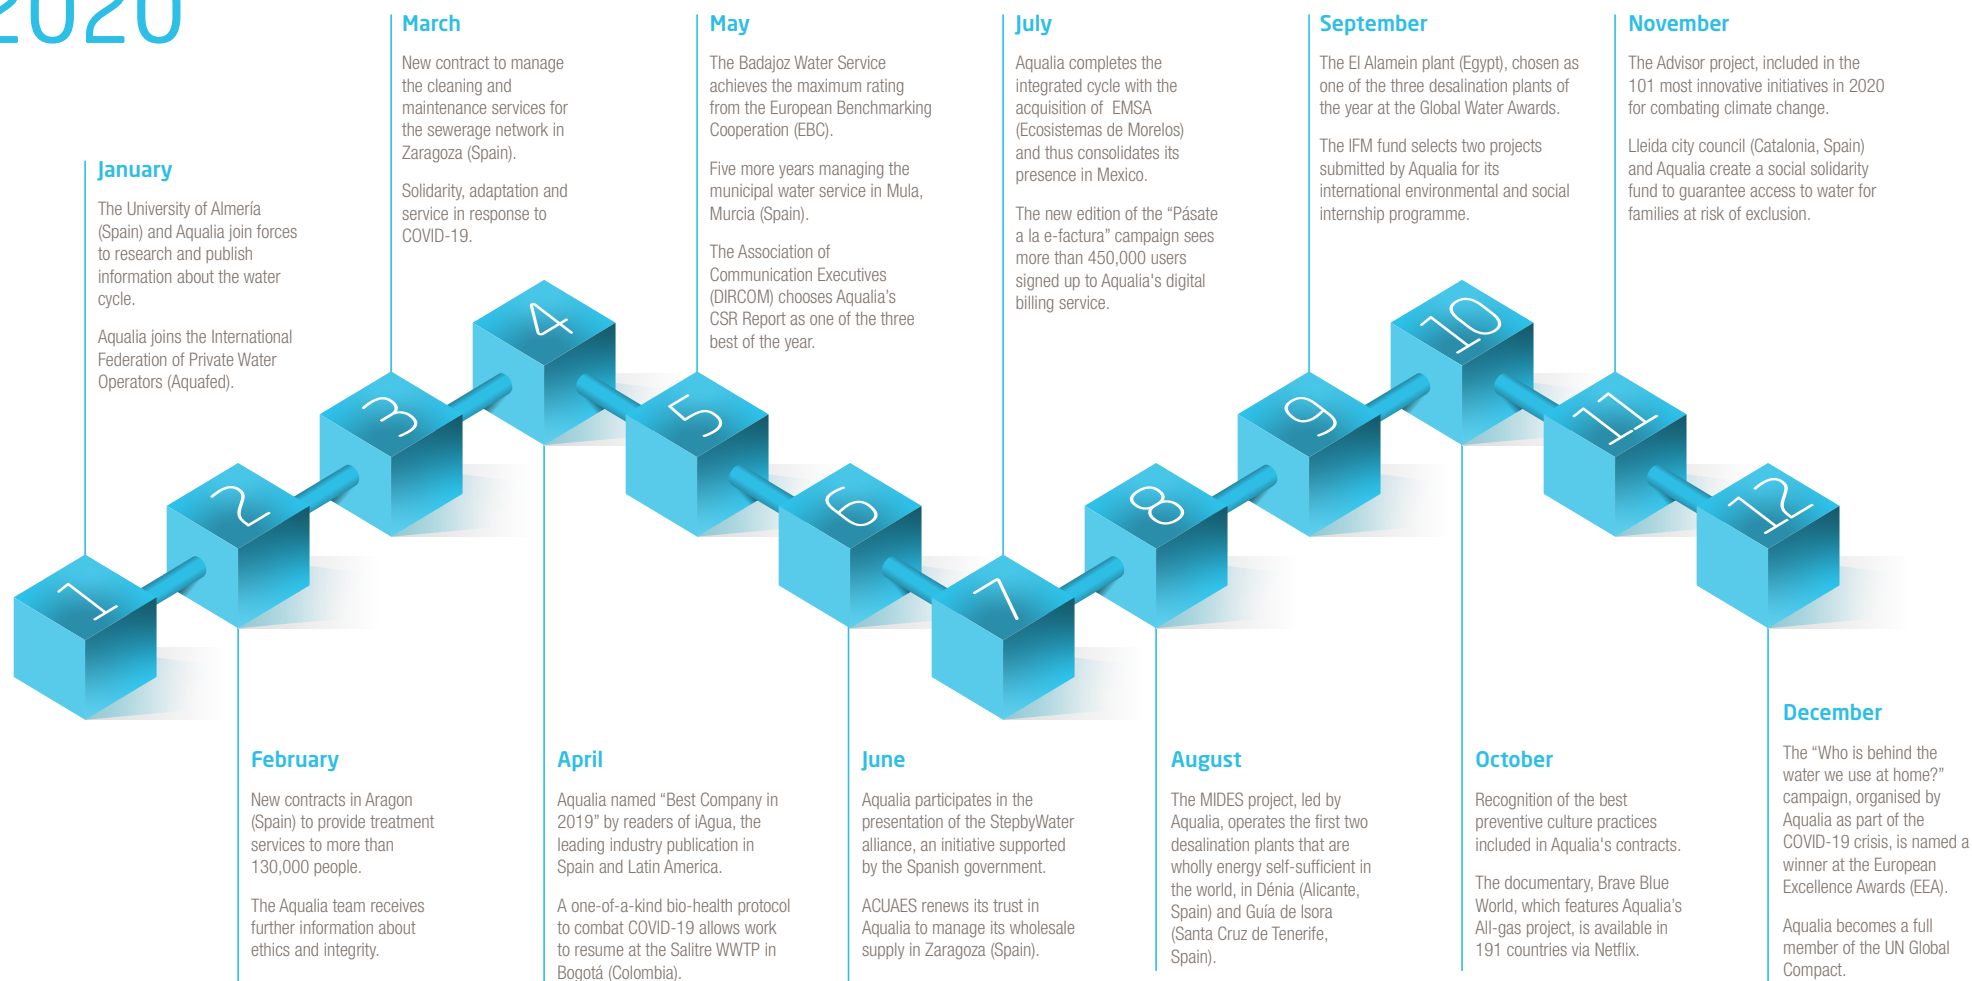 2020
January
The University of Almería
(Spain) and Aqualia join forces
to research and publish
information about the water
cycle.
Aqualia joins the International
Federation of Private Water
Operators (Aquafed).
March
New contract to manage
the cleaning and
maintenance services for
the sewerage network in
Zaragoza (Spain).
Solidarity, adaptation and
service in response to
COVID-19.
May
The Badajoz Water Service
achieves the maximum rating
from the European Benchmarking
Cooperation (EBC).
Five more years managing the
municipal water service in Mula,
Murcia (Spain).
The Association of
Communication Executives
(DIRCOM) chooses Aqualia’s
CSR Report as one of the three
best of the year.
July
Aqualia completes the
integrated cycle with the
acquisition of EMSA
(Ecosistemas de Morelos)
and thus consolidates its
presence in Mexico.
The new edition of the “Pásate
a la e-factura” campaign sees
more than 450,000 users
signed up to Aqualia's digital
billing service.
September
The El Alamein plant (Egypt), chosen as
one of the three desalination plants of
the year at the Global Water Awards.
The IFM fund selects two projects
submitted by Aqualia for its
international environmental and social
internship programme.
November
The Advisor project, included in the
101 most innovative initiatives in 2020
for combating climate change.
Lleida city council (Catalonia, Spain)
and Aqualia create a social solidarity
fund to guarantee access to water for
families at risk of exclusion.
1
2
3
4
5
6
7
8
9
10
11
12
February
New contracts in Aragon
(Spain) to provide treatment
services to more than
130,000 people.
The Aqualia team receives
further information about
ethics and integrity.
April
Aqualia named “Best Company in
2019” by readers of iAgua, the
leading industry publication in
Spain and Latin America.
A one-of-a-kind bio-health protocol
to combat COVID-19 allows work
to resume at the Salitre WWTP in
Bogotá (Colombia).
June
Aqualia participates in the
presentation of the StepbyWater
alliance, an initiative supported
by the Spanish government.
ACUAES renews its trust in
Aqualia to manage its wholesale
supply in Zaragoza (Spain).
August
The MIDES project, led by
Aqualia, operates the first two
desalination plants that are
wholly energy self-sufficient in
the world, in Dénia (Alicante,
Spain) and Guía de Isora
(Santa Cruz de Tenerife,
Spain).
October
Recognition of the best
preventive culture practices
included in Aqualia's contracts.
The documentary, Brave Blue
World, which features Aqualia’s
All-gas project, is available in
191 countries via Netflix.
December
The “Who is behind the
water we use at home?”
campaign, organised by
Aqualia as part of the
COVID-19 crisis, is named a
winner at the European
Excellence Awards (EEA).
Aqualia becomes a full
member of the UN Global
Compact.